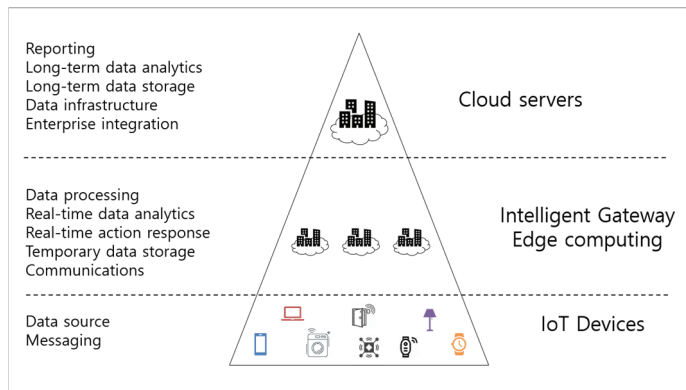 Reporting
Long-term data analytics
Long-term data storage
Data infrastructure
Enterprise integration
Cloud servers
Data processing
Real-time data analytics
Real-time action response
Temporary data storage
Communications
Intelligent Gateway
Edge computing
Data source
Messaging
IoT Devices